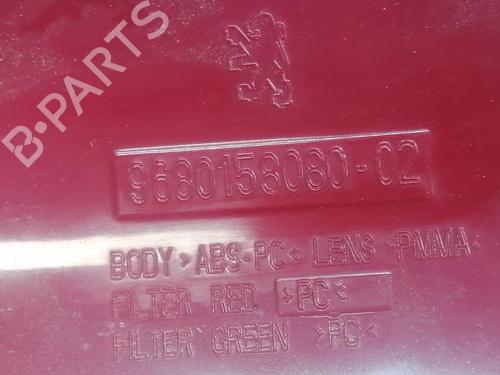 B-PARTS
9680158080-02
BODY >ABS-PC< LENS >PMMA<
FILTER RED >PC<
FILTER GREEN >PC<